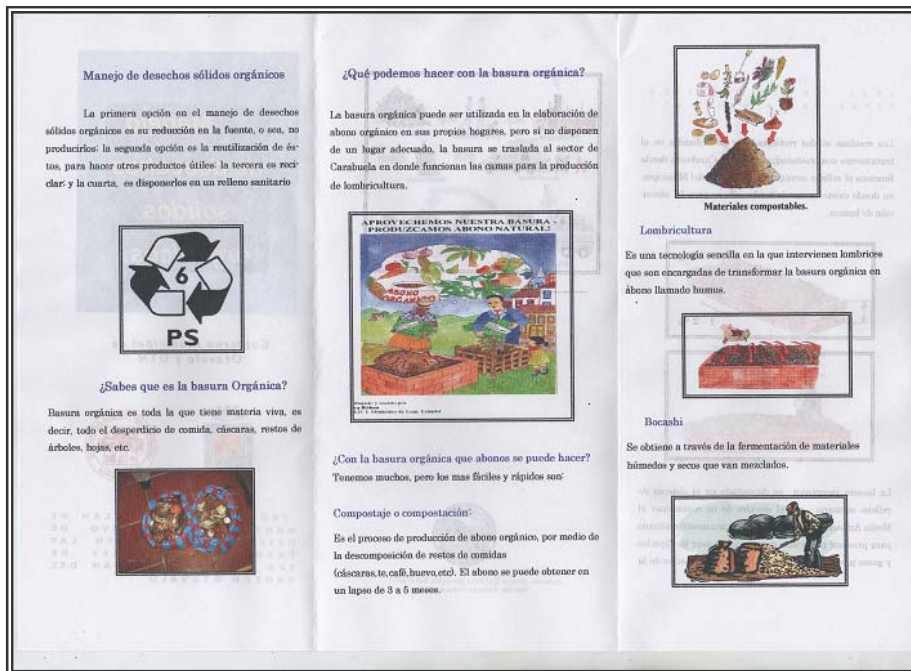 Manejo de desechos sólidos orgánicos
La primera opción en el manejo de desechos
sólidos orgánicos es su reducción en la fuente, o sea, no
producirlos; la segunda opción es la reutilización de és-
tos, para hacer otros productos útiles; la tercera es reci-
clar; y la cuarta, es disponerlos en un relleno sanitario
6
PS
¿Sabes que es la basura Orgánica?
Basura orgánica es toda la que tiene materia viva, es
decir, todo el desperdicio de comida, cáscaras, restos de
árboles, hojas, etc.
¿Qué podemos hacer con la basura orgánica?
La basura orgánica puede ser utilizada en la elaboración de
abono orgánico en sus propios hogares, pero si no disponen
de un lugar adecuado, la basura se traslada al sector de
Carabuela en donde funcionan las camas para la producción
de lombricultura.
APROVECHEMOS NUESTRA BASURA -
PRODUZCAMOS ABONO NATURAL!
ABONO
ORGANICO
¿Con la basura orgánica que abonos se puede hacer?
Tenemos muchos, pero los mas fáciles y rápidos son:
Compostaje o compostación:
Es el proceso de producción de abono orgánico, por medio de
la descomposición de restos de comidas
(cáscaras,te,café,huevo,etc). El abono se puede obtener en
un lapso de 3 a 5 meses.
Materiales compostables.
Lombricultura
Es una tecnología sencilla en la que intervienen lombrices
que son encargadas de transformar la basura orgánica en
ábono llamado humus.
Bocashi
Se obtiene a través de la fermentación de materiales
húmedos y secos que van mezclados.